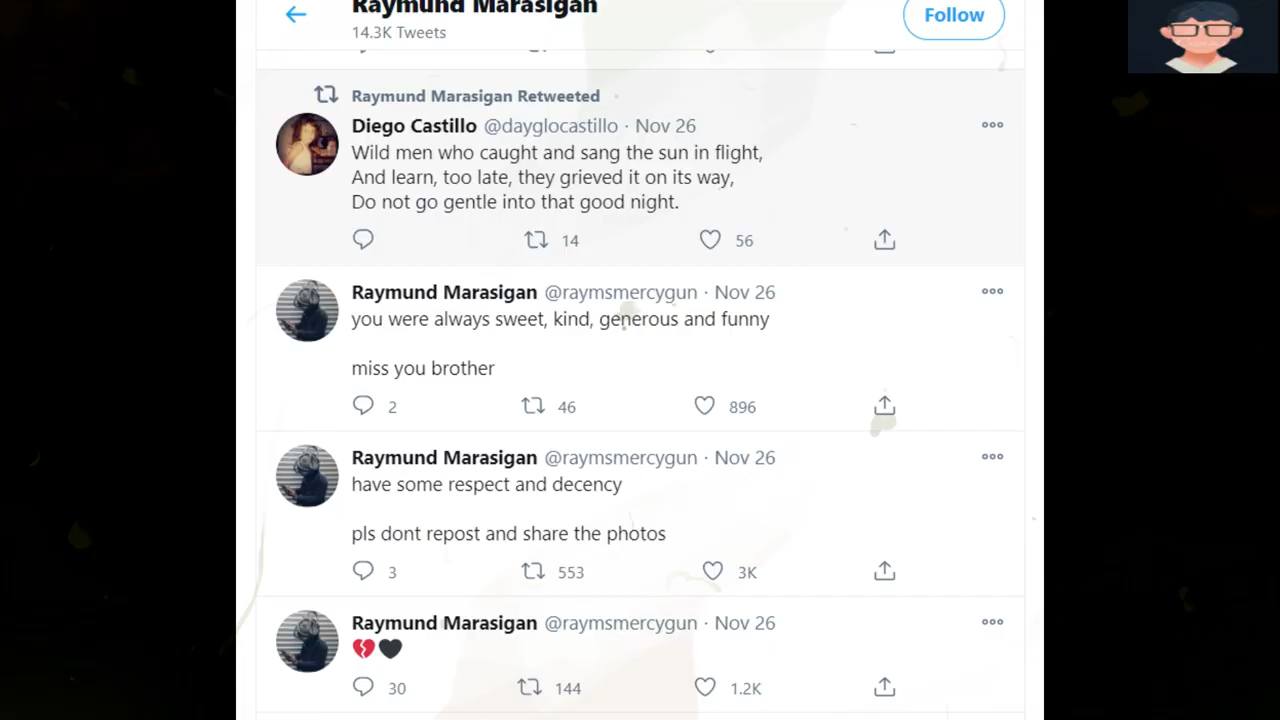 Raymund Marasigan
14.3K Tweets
Follow
Raymund Marasigan Retweeted
Diego Castillo @dayglocastillo · Nov 26
Wild men who caught and sang the sun in flight,
And learn, too late, they grieved it on its way,
Do not go gentle into that good night.
14 56
Raymund Marasigan @raymsmercygun · Nov 26
you were always sweet, kind, generous and funny
miss you brother
2 46 896
Raymund Marasigan @raymsmercygun · Nov 26
have some respect and decency
pls dont repost and share the photos
3 553 3K
Raymund Marasigan @raymsmercygun · Nov 26
💔🖤
30 144 1.2K